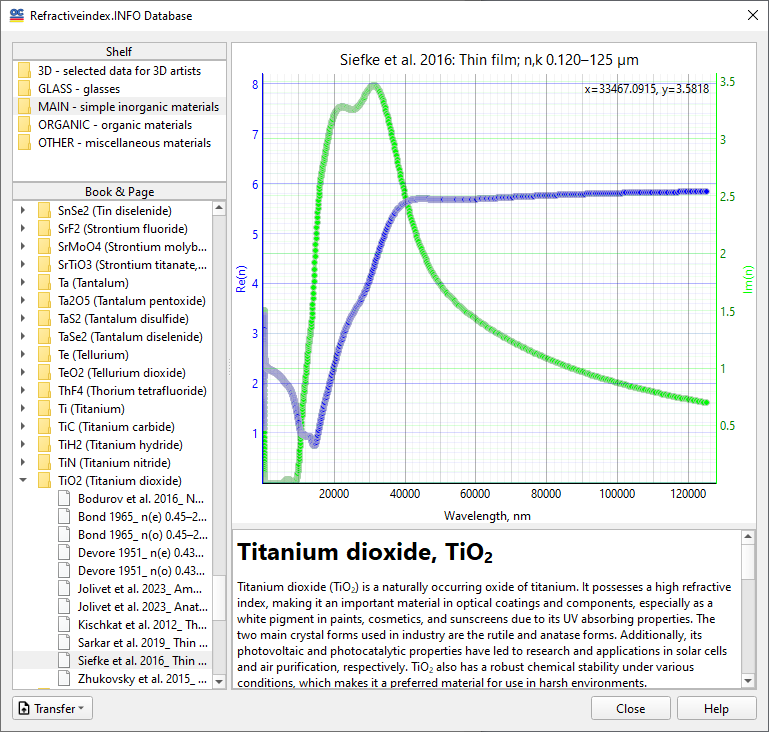 Refractiveindex.INFO Database
Shelf
3D - selected data for 3D artists
GLASS - glasses
MAIN - simple inorganic materials
ORGANIC - organic materials
OTHER - miscellaneous materials
Book & Page
SnSe2 (Tin diselenide)
SrF2 (Strontium fluoride)
SrMoO4 (Strontium molyb...
SrTiO3 (Strontium titanate,...
Ta (Tantalum)
Ta2O5 (Tantalum pentoxide)
TaS2 (Tantalum disulfide)
TaSe2 (Tantalum diselenide)
Te (Tellurium)
TeO2 (Tellurium dioxide)
ThF4 (Thorium tetrafluoride)
Ti (Titanium)
TiC (Titanium carbide)
TiH2 (Titanium hydride)
TiN (Titanium nitride)
TiO2 (Titanium dioxide)
Bodurov et al. 2016_ N...
Bond 1965_ n(e) 0.45–2...
Bond 1965_ n(o) 0.45–2...
Devore 1951_ n(e) 0.43...
Devore 1951_ n(o) 0.43...
Jolivet et al. 2023_ Am...
Jolivet et al. 2023_ Anat...
Kischkat et al. 2012_ Th...
Sarkar et al. 2019_ Thin ...
Siefke et al. 2016_ Thin ...
Zhukovsky et al. 2015_ ...
Siefke et al. 2016: Thin film; n,k 0.120–125 µm
x=33467.0915, y=3.5818
8
7
6
5
4
3
2
1
Re(n)
3.5
3
2.5
2
1.5
1
0.5
Im(n)
20000 40000 60000 80000 100000 120000
Wavelength, nm
Titanium dioxide, TiO₂
Titanium dioxide (TiO₂) is a naturally occurring oxide of titanium. It possesses a high refractive
index, making it an important material in optical coatings and components, especially as a
white pigment in paints, cosmetics, and sunscreens due to its UV absorbing properties. The
two main crystal forms used in industry are the rutile and anatase forms. Additionally, its
photovoltaic and photocatalytic properties have led to research and applications in solar cells
and air purification, respectively. TiO₂ also has a robust chemical stability under various
conditions, which makes it a preferred material for use in harsh environments.
Transfer
Close
Help